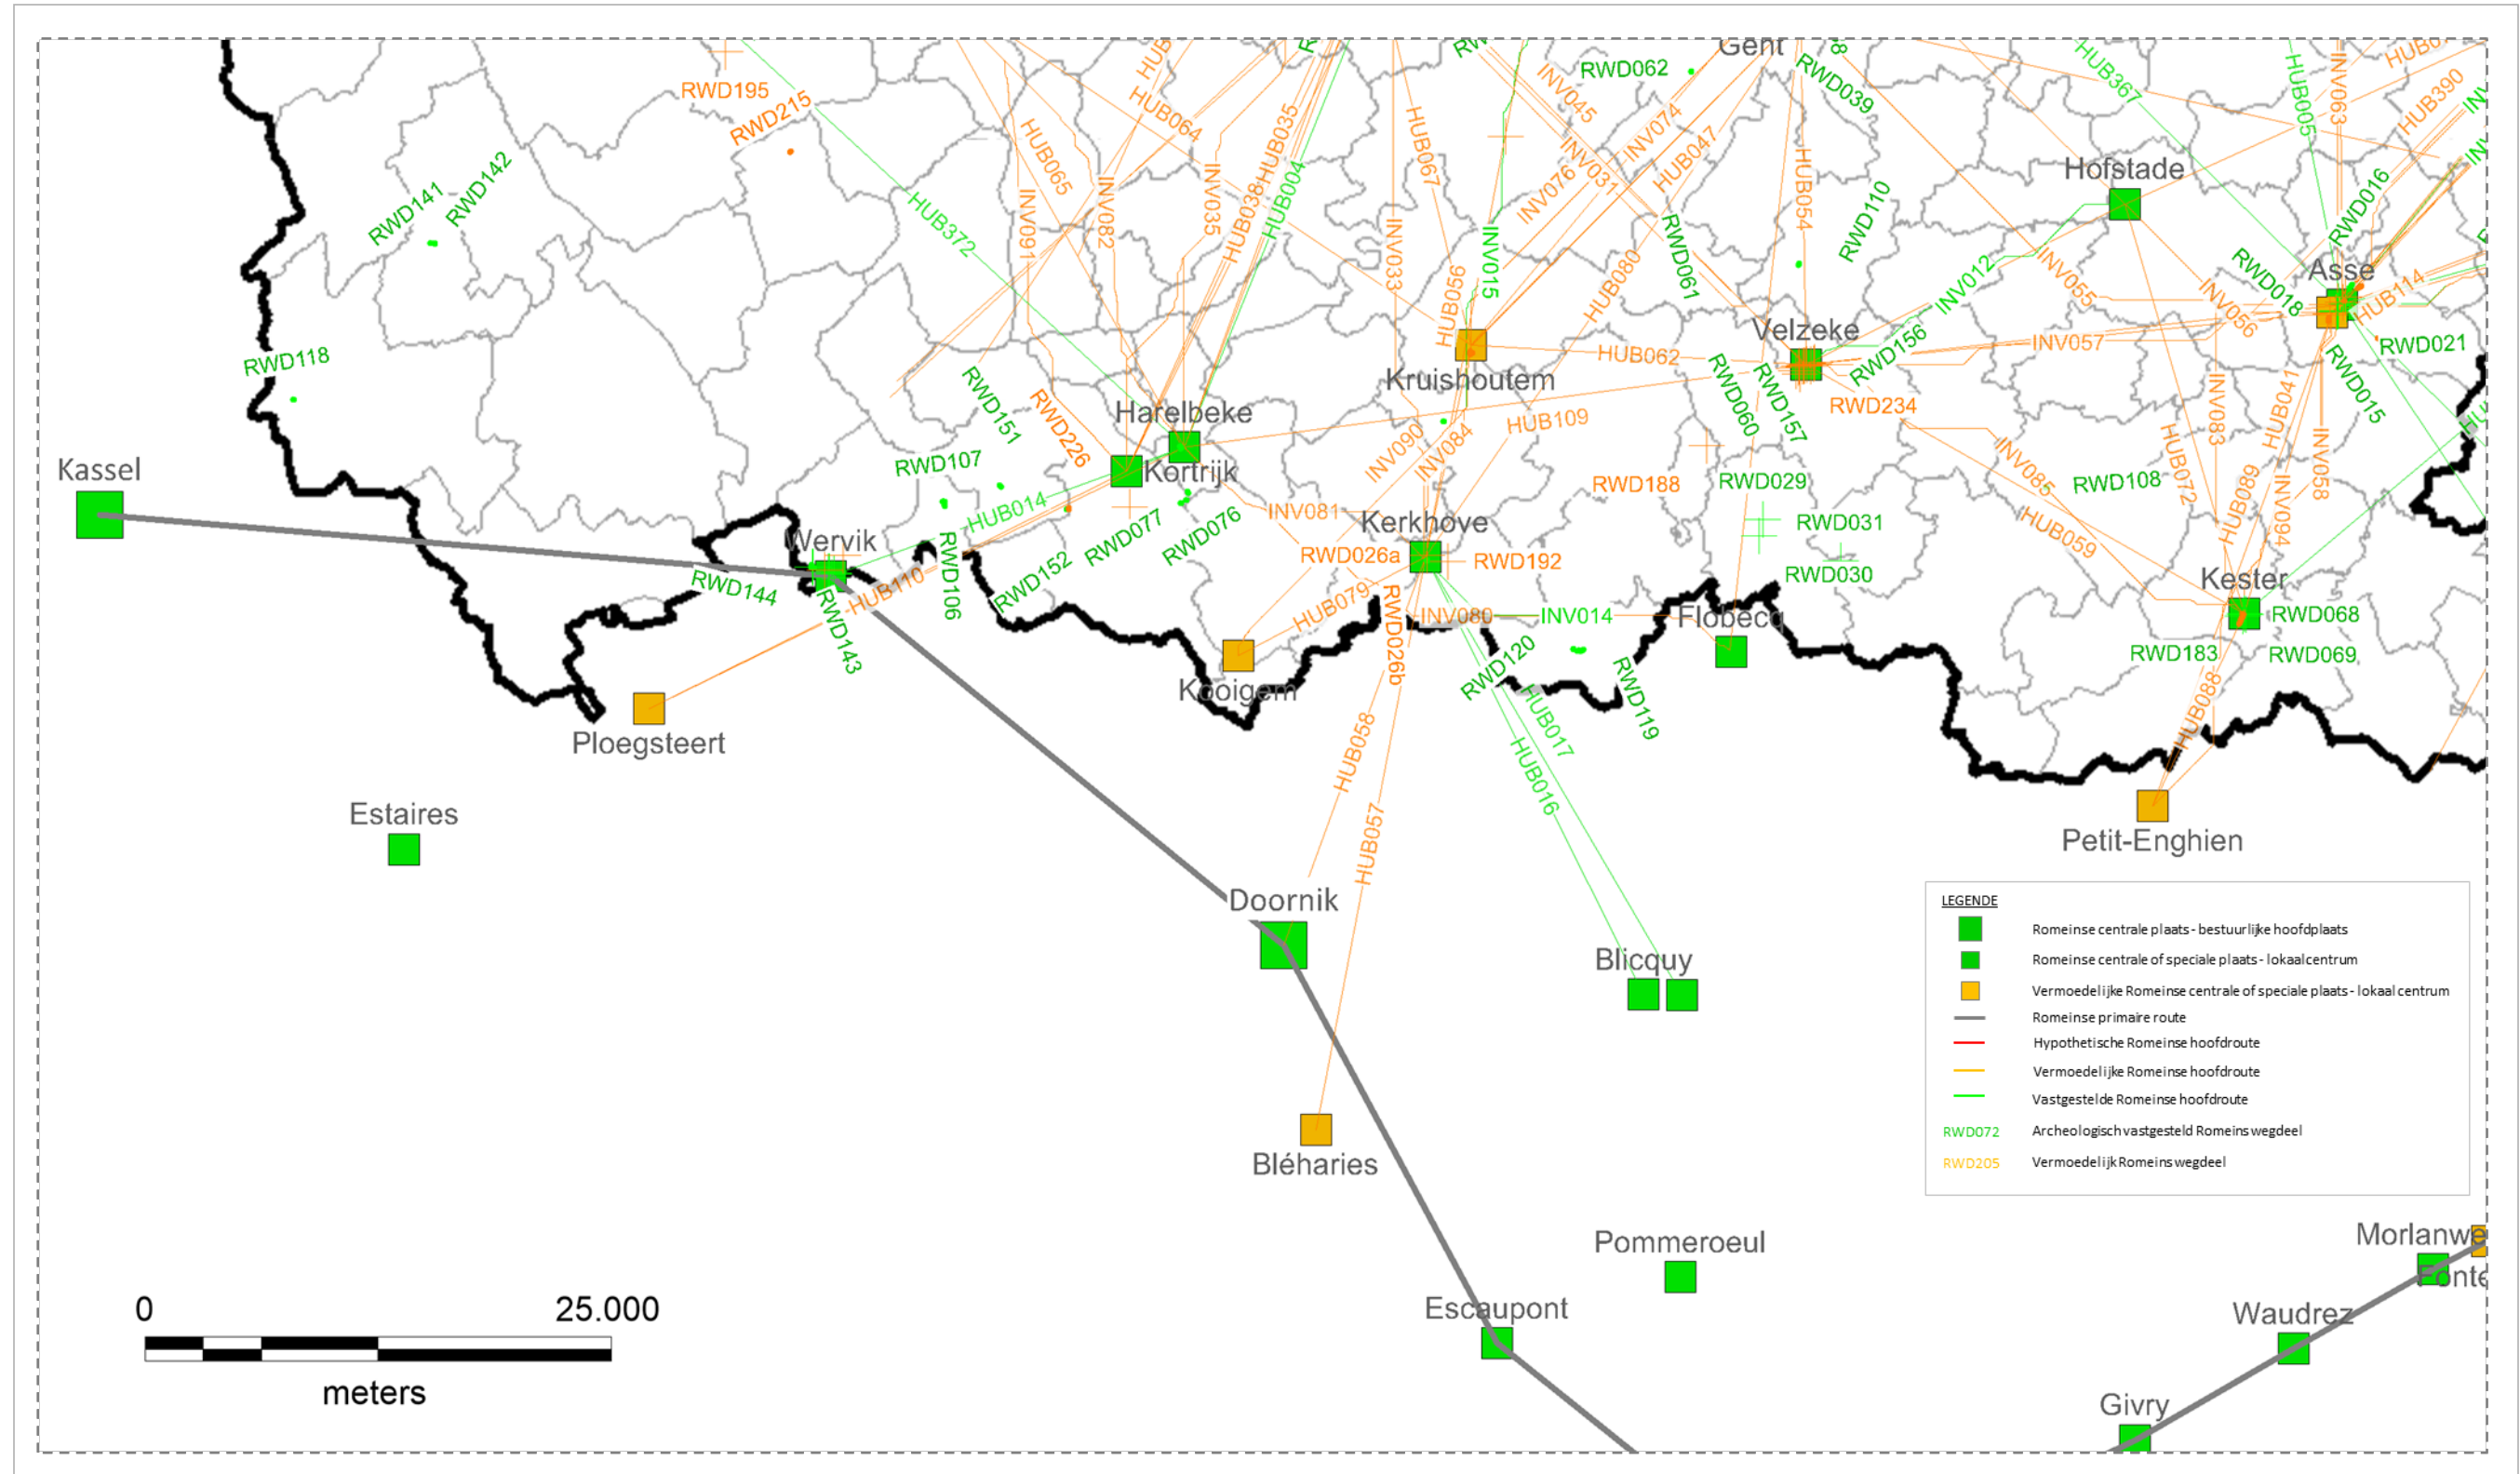 Gent
RWD195
RWD215
HUB064
HUB065
HUB035
INV045
RWD062
RWD039
HUB367
HUB005
INV063
HUB390
RWD141
RWD142
HUB372
INV091
INV082
INV035
HUB038
HUB004
INV033
HUB067
INV015
INV076
INV031
INV074
HUB047
HUB054
RWD110
Hofstade
RWD016
Asse
RWD118
HUB056
HUB080
RWD061
INV012
INV055
INV056
RWD018
HUB114
Velzeke
RWD156
INV057
RWD021
Kruishoutem
HUB062
RWD060
RWD157
RWD234
RWD015
RWD151
RWD226
Harelbeke
HUB109
INV090
INV084
INV083
HUB041
Kassel
RWD107
Kortrijk
HUB014
INV081
Kerkhove
RWD188
RWD029
RWD031
INV085
HUB059
RWD108
HUB072
HUB089
INV094
INV058
Wervik
RWD144
RWD143
HUB110
RWD106
RWD152
RWD077
RWD076
RWD026a
RWD192
RWD030
Kester
RWD068
HUB079
RWD026b
INV080
INV014
Flobecq
RWD183
RWD069
Kooigem
RWD120
RWD119
HUB088
Ploegsteert
HUB058
HUB017
HUB016
Estaires
HUB057
Petit-Enghien
Doornik
Blicquy
LEGENDE
Romeinse centrale plaats - bestuurlijke hoofdplaats
Romeinse centrale of speciale plaats - lokaal centrum
Vermoedelijke Romeinse centrale of speciale plaats - lokaal centrum
Romeinse primaire route
Hypothetische Romeinse hoofdroute
Vermoedelijke Romeinse hoofdroute
Vastgestelde Romeinse hoofdroute
RWD072 Archeologisch vastgesteld Romeins wegdeel
RWD205 Vermoedelijk Romeins wegdeel
Bléharies
Pommeroeul
Morlanwe
Fonte
Escaupont
Waudrez
Givry
0 25.000
meters